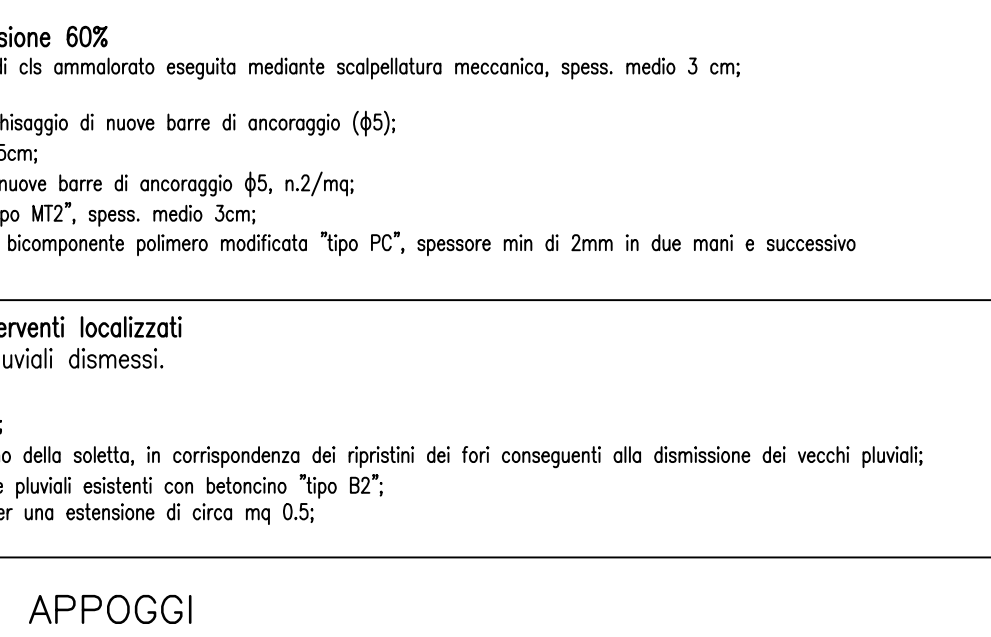 sione 60%
di cls ammalorato eseguita mediante scalpellatura meccanica, spess. medio 3 cm;
hisaggio di nuove barre di ancoraggio (ϕ5);
5cm;
nuove barre di ancoraggio ϕ5, n.2/mq;
po MT2", spess. medio 3cm;
bicomponente polimero modificata "tipo PC", spessore min di 2mm in due mani e successivo
erventi localizzati
uviali dismessi.
;
o della soletta, in corrispondenza dei ripristini dei fori conseguenti alla dismissione dei vecchi pluviali;
e pluviali esistenti con betoncino "tipo B2";
er una estensione di circa mq 0.5;
APPOGGI